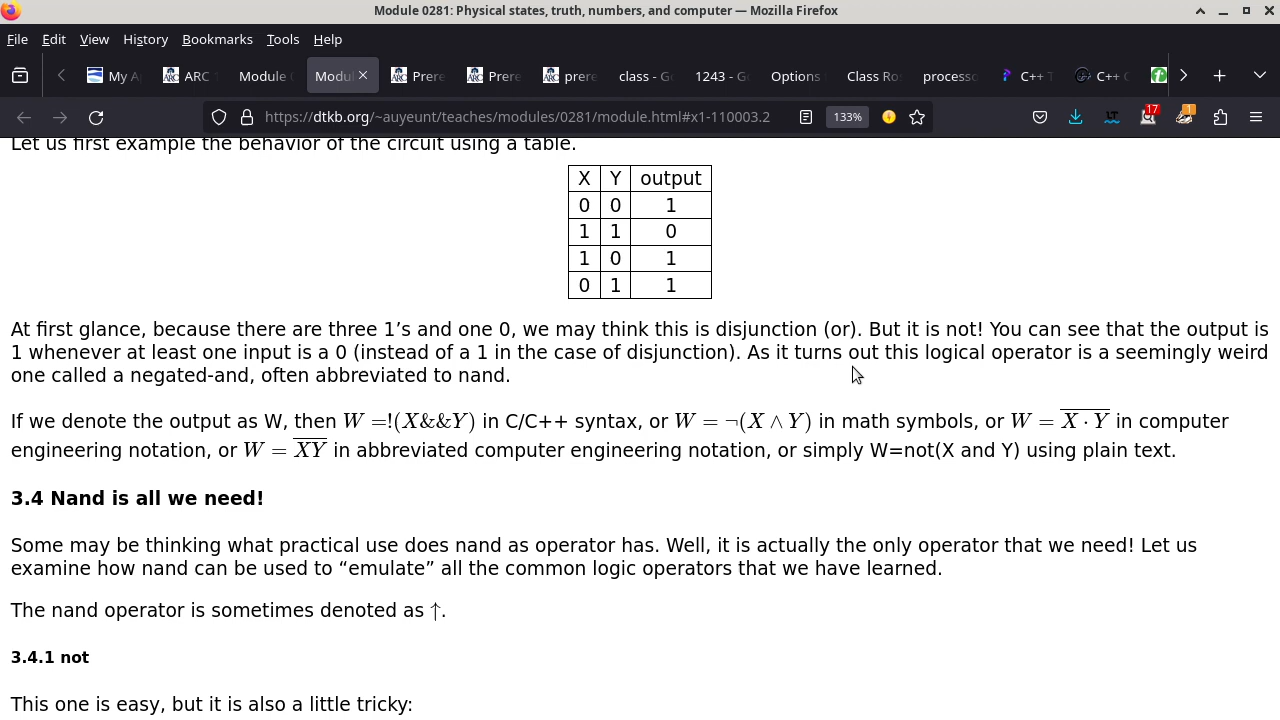 Module 0281: Physical states, truth, numbers, and computer — Mozilla Firefox
File Edit View History Bookmarks Tools Help
My A ARC Module Modul Prere Prere prere class - Go 1243 - G Options Class Ro processo C++ T C++ C
https://dtkb.org/~auyeunt/teaches/modules/0281/module.html#x1-110003.2 133% 17 1
Let us first example the behavior of the circuit using a table.
X Y output
0 0 1
1 1 0
1 0 1
0 1 1
At first glance, because there are three 1’s and one 0, we may think this is disjunction (or). But it is not! You can see that the output is
1 whenever at least one input is a 0 (instead of a 1 in the case of disjunction). As it turns out this logical operator is a seemingly weird
one called a negated-and, often abbreviated to nand.
If we denote the output as W, then W =!(X&&Y) in C/C++ syntax, or W = ¬(X ∧ Y) in math symbols, or W = X̅ ̅·̅ ̅Y̅ in computer
engineering notation, or W = X̅Y̅ in abbreviated computer engineering notation, or simply W=not(X and Y) using plain text.
3.4 Nand is all we need!
Some may be thinking what practical use does nand as operator has. Well, it is actually the only operator that we need! Let us
examine how nand can be used to “emulate” all the common logic operators that we have learned.
The nand operator is sometimes denoted as ↑.
3.4.1 not
This one is easy, but it is also a little tricky: